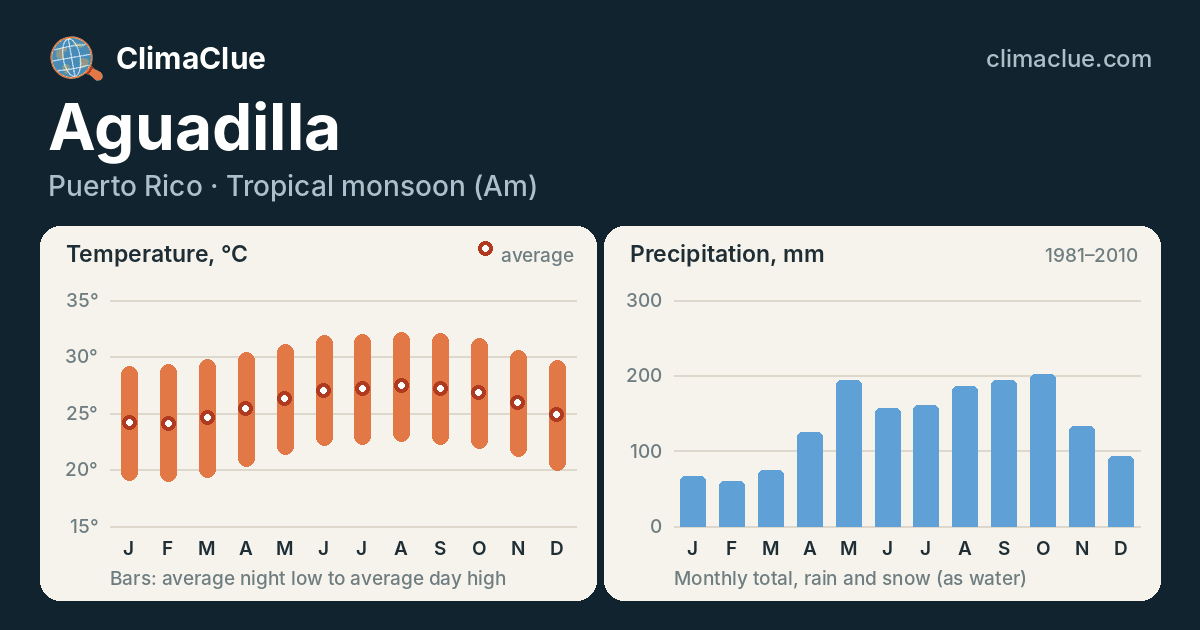 ClimaClue
climaclue.com
Aguadilla
Puerto Rico · Tropical monsoon (Am)
Temperature, °C
average
35°
30°
25°
20°
15°
J F M A M J J A S O N D
Bars: average night low to average day high
Precipitation, mm
1981–2010
300
200
100
0
J F M A M J J A S O N D
Monthly total, rain and snow (as water)